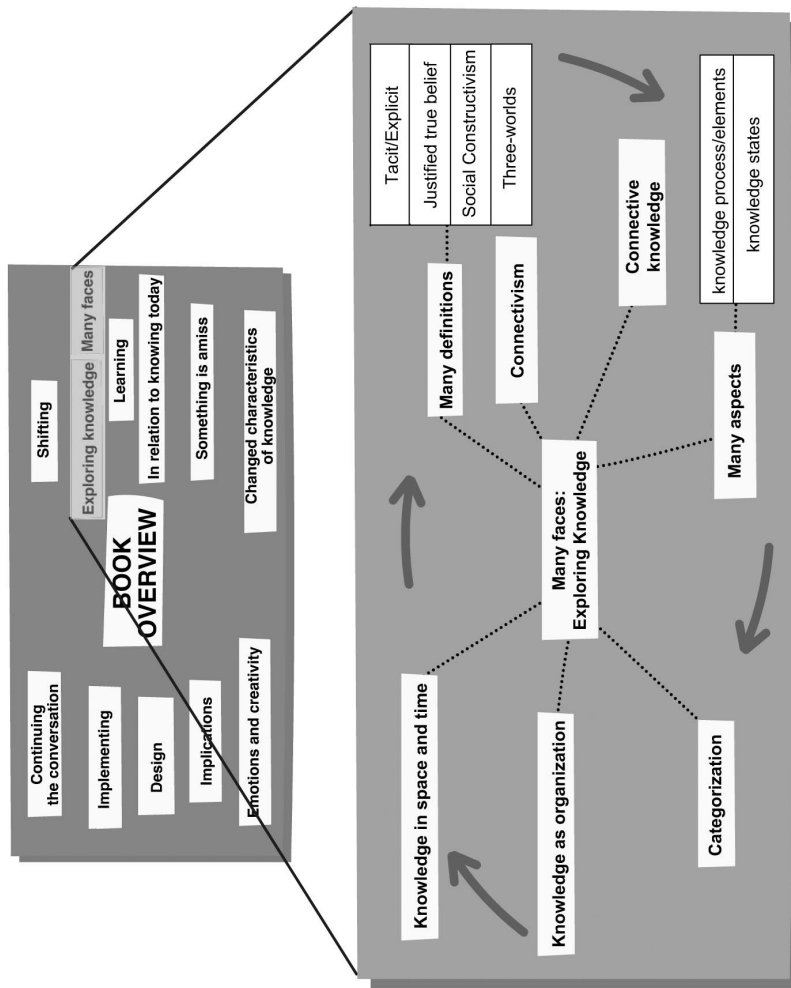 BOOK
OVERVIEW
Shifting
Exploring knowledge
Many faces
Learning
In relation to knowing today
Something is amiss
Changed characteristics
of knowledge
Continuing
the conversation
Implementing
Design
Implications
Emotions and creativity
Many faces:
Exploring Knowledge
Many definitions
Tacit/Explicit
Justified true belief
Social Constructivism
Three-worlds
Connectivism
Connective
knowledge
Many aspects
knowledge process/elements
knowledge states
Categorization
Knowledge as organization
Knowledge in space and time